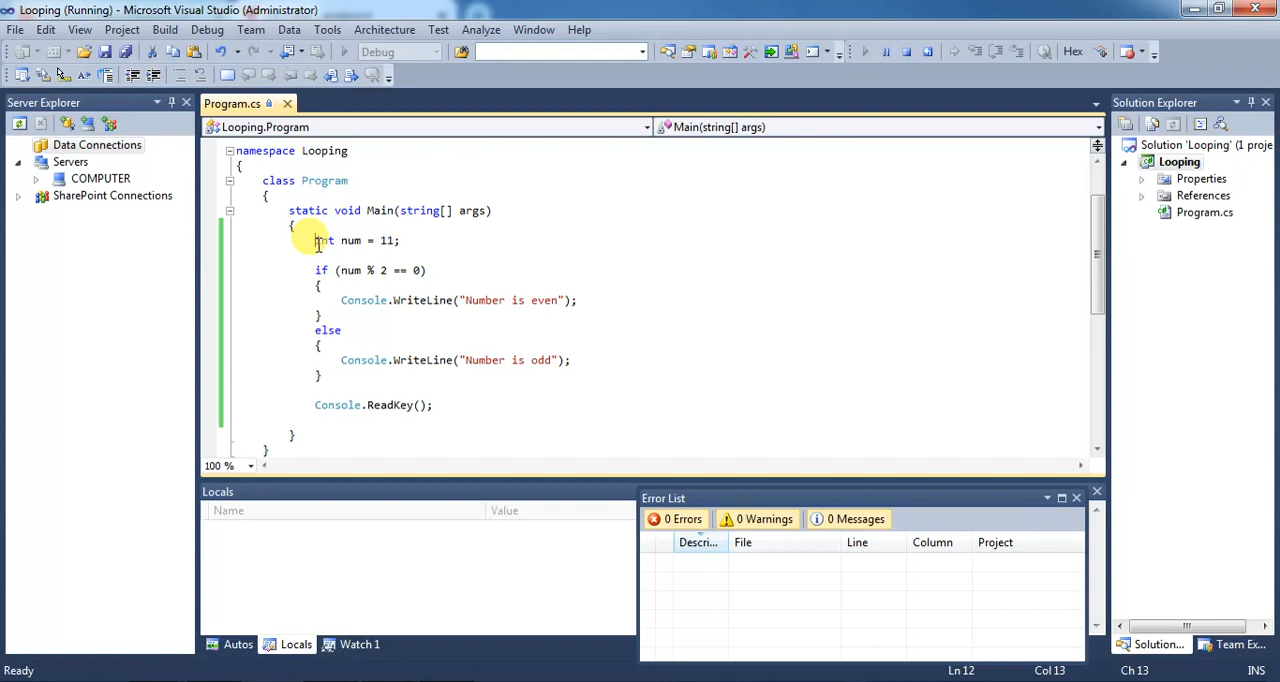 Looping (Running) - Microsoft Visual Studio (Administrator)
File Edit View Project Build Debug Team Data Tools Architecture Test Analyze Window Help
Debug
Hex
Server Explorer
Data Connections
Servers
COMPUTER
SharePoint Connections
Program.cs
Looping.Program
Main(string[] args)
namespace Looping
{
class Program
{
static void Main(string[] args)
{
int num = 11;
if (num % 2 == 0)
{
Console.WriteLine("Number is even");
}
else
{
Console.WriteLine("Number is odd");
}
Console.ReadKey();
}
}
100 %
Solution Explorer
Solution 'Looping' (1 proje
Looping
Properties
References
Program.cs
Locals
Name Value
Autos Locals Watch 1
Error List
0 Errors 0 Warnings 0 Messages
Descri... File Line Column Project
Solution... Team Ex...
Ready Ln 12 Col 13 Ch 13 INS